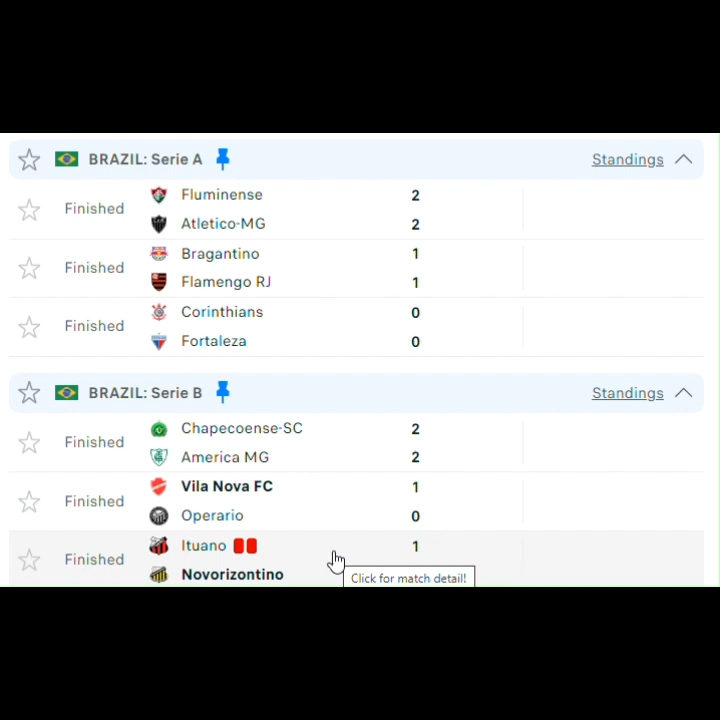 BRAZIL: Serie A Standings
Fluminense 2
Finished
Atletico-MG 2
Bragantino 1
Finished
Flamengo RJ 1
Corinthians 0
Finished
Fortaleza 0
BRAZIL: Serie B Standings
Chapecoense-SC 2
Finished
America MG 2
Vila Nova FC 1
Finished
Operario 0
Ituano 1
Finished
Novorizontino
Click for match detail!